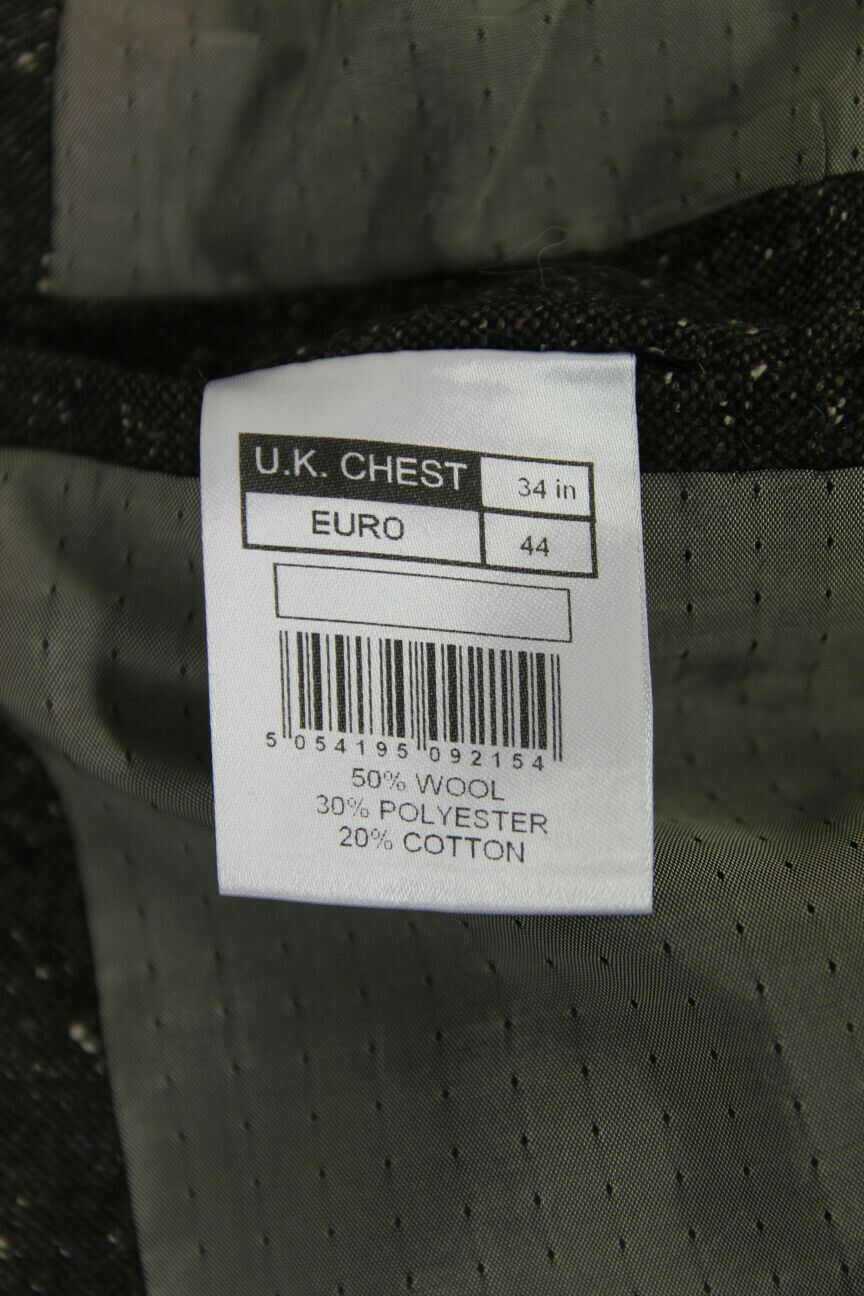 U.K. CHEST 34 in
EURO 44
5 054195 092154
50% WOOL
30% POLYESTER
20% COTTON